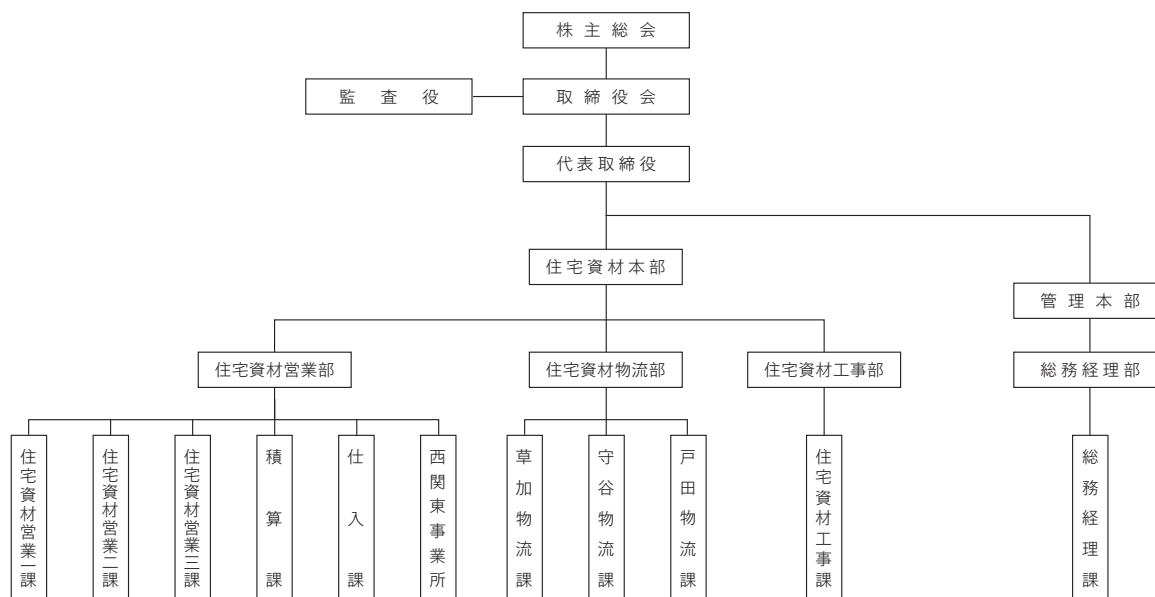 株主総会
監査役
取締役会
代表取締役
住宅資材本部
管理本部
住宅資材営業部
住宅資材物流部
住宅資材工事部
総務経理部
住宅資材営業一課
住宅資材営業二課
住宅資材営業三課
積算課
仕入課
西関東事業所
草加物流課
守谷物流課
戸田物流課
住宅資材工事課
総務経理課